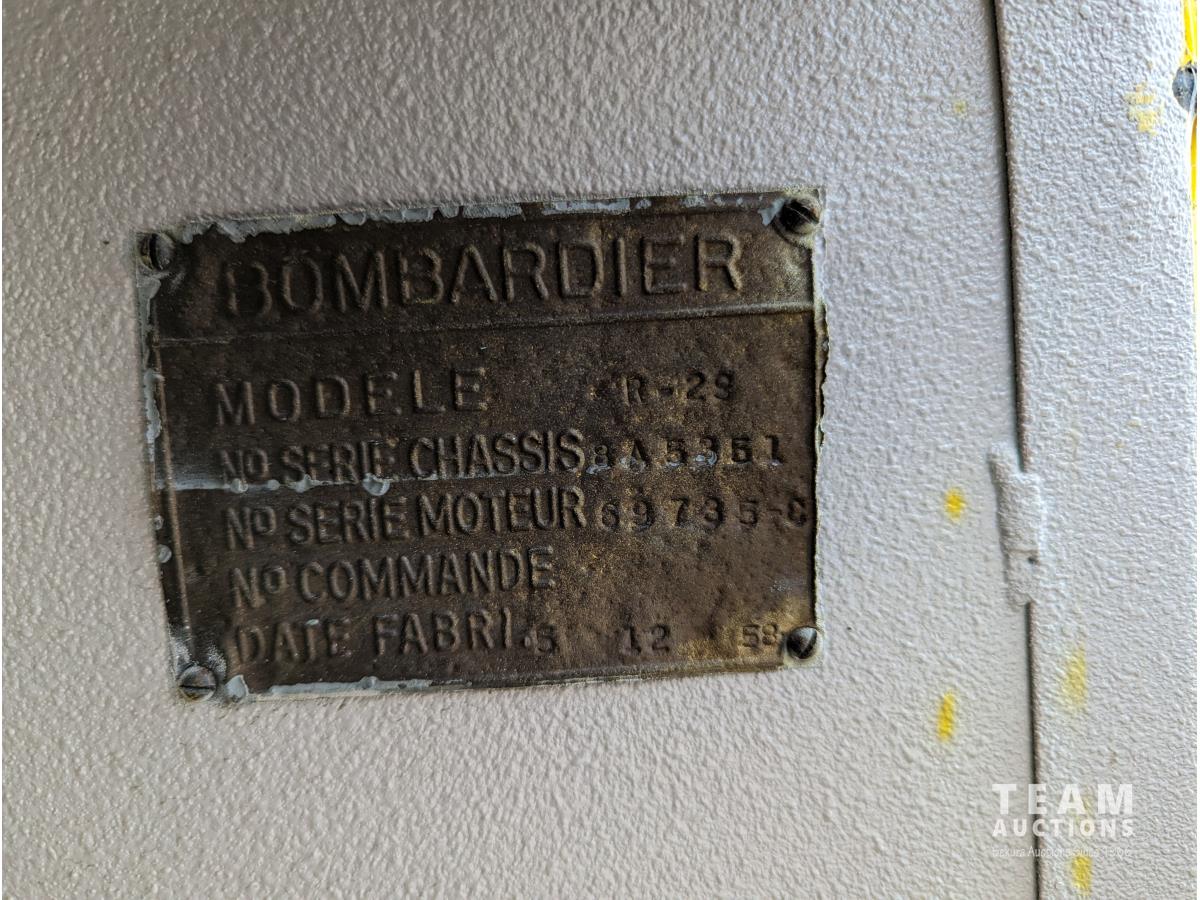 BOMBARDIER
MODELE R-28
Nº SERIE CHASSIS 8A5351
Nº SERIE MOTEUR 69735-C
Nº COMMANDE
DATE FABRI. 5 12 58
TEAM
AUCTIONS